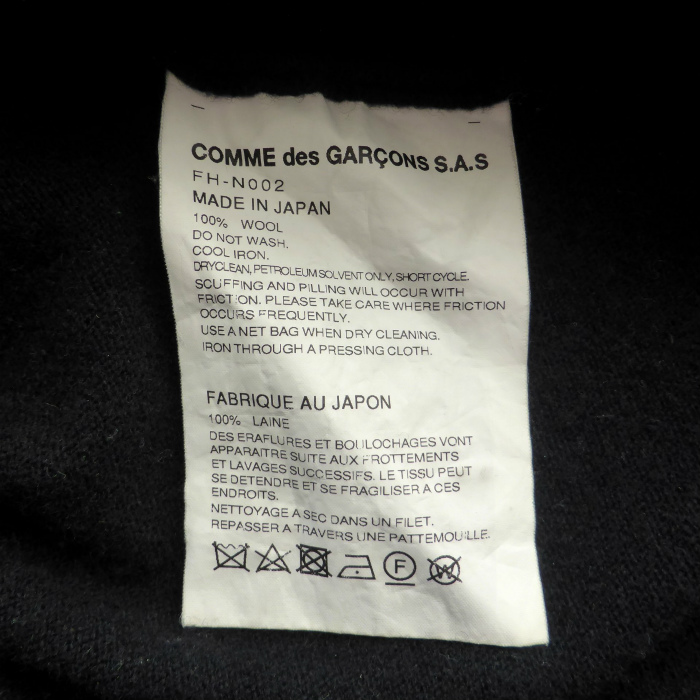 COMME des GARÇONS S.A.S
FH-N002
MADE IN JAPAN
100% WOOL
DO NOT WASH.
COOL IRON.
DRYCLEAN, PETROLEUM SOLVENT ONLY, SHORT CYCLE.
SCUFFING AND PILLING WILL OCCUR WITH
FRICTION. PLEASE TAKE CARE WHERE FRICTION
OCCURS FREQUENTLY.
USE A NET BAG WHEN DRY CLEANING.
IRON THROUGH A PRESSING CLOTH.
FABRIQUE AU JAPON
100% LAINE
DES ERAFLURES ET BOULOCHAGES VONT
APPARAITRE SUITE AUX FROTTEMENTS
ET LAVAGES SUCCESSIFS. LE TISSU PEUT
SE DETENDRE ET SE FRAGILISER A CES
ENDROITS.
NETTOYAGE A SEC DANS UN FILET.
REPASSER A TRAVERS UNE PATTEMOUILLE.
F W